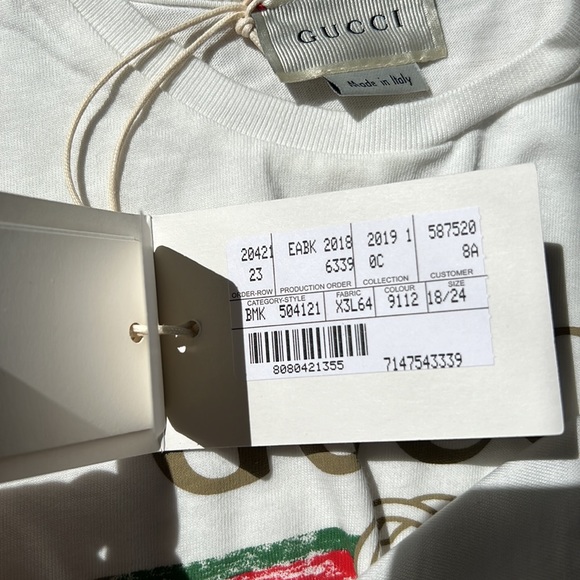 GUCCI
Made in Italy
20421 EABK 2018 2019 1 587520
23 6339 0C 8A
ORDER-ROW PRODUCTION ORDER COLLECTION CUSTOMER
CATEGORY-STYLE FABRIC COLOUR SIZE
BMK 504121 X3L64 9112 18/24
8080421355 7147543339